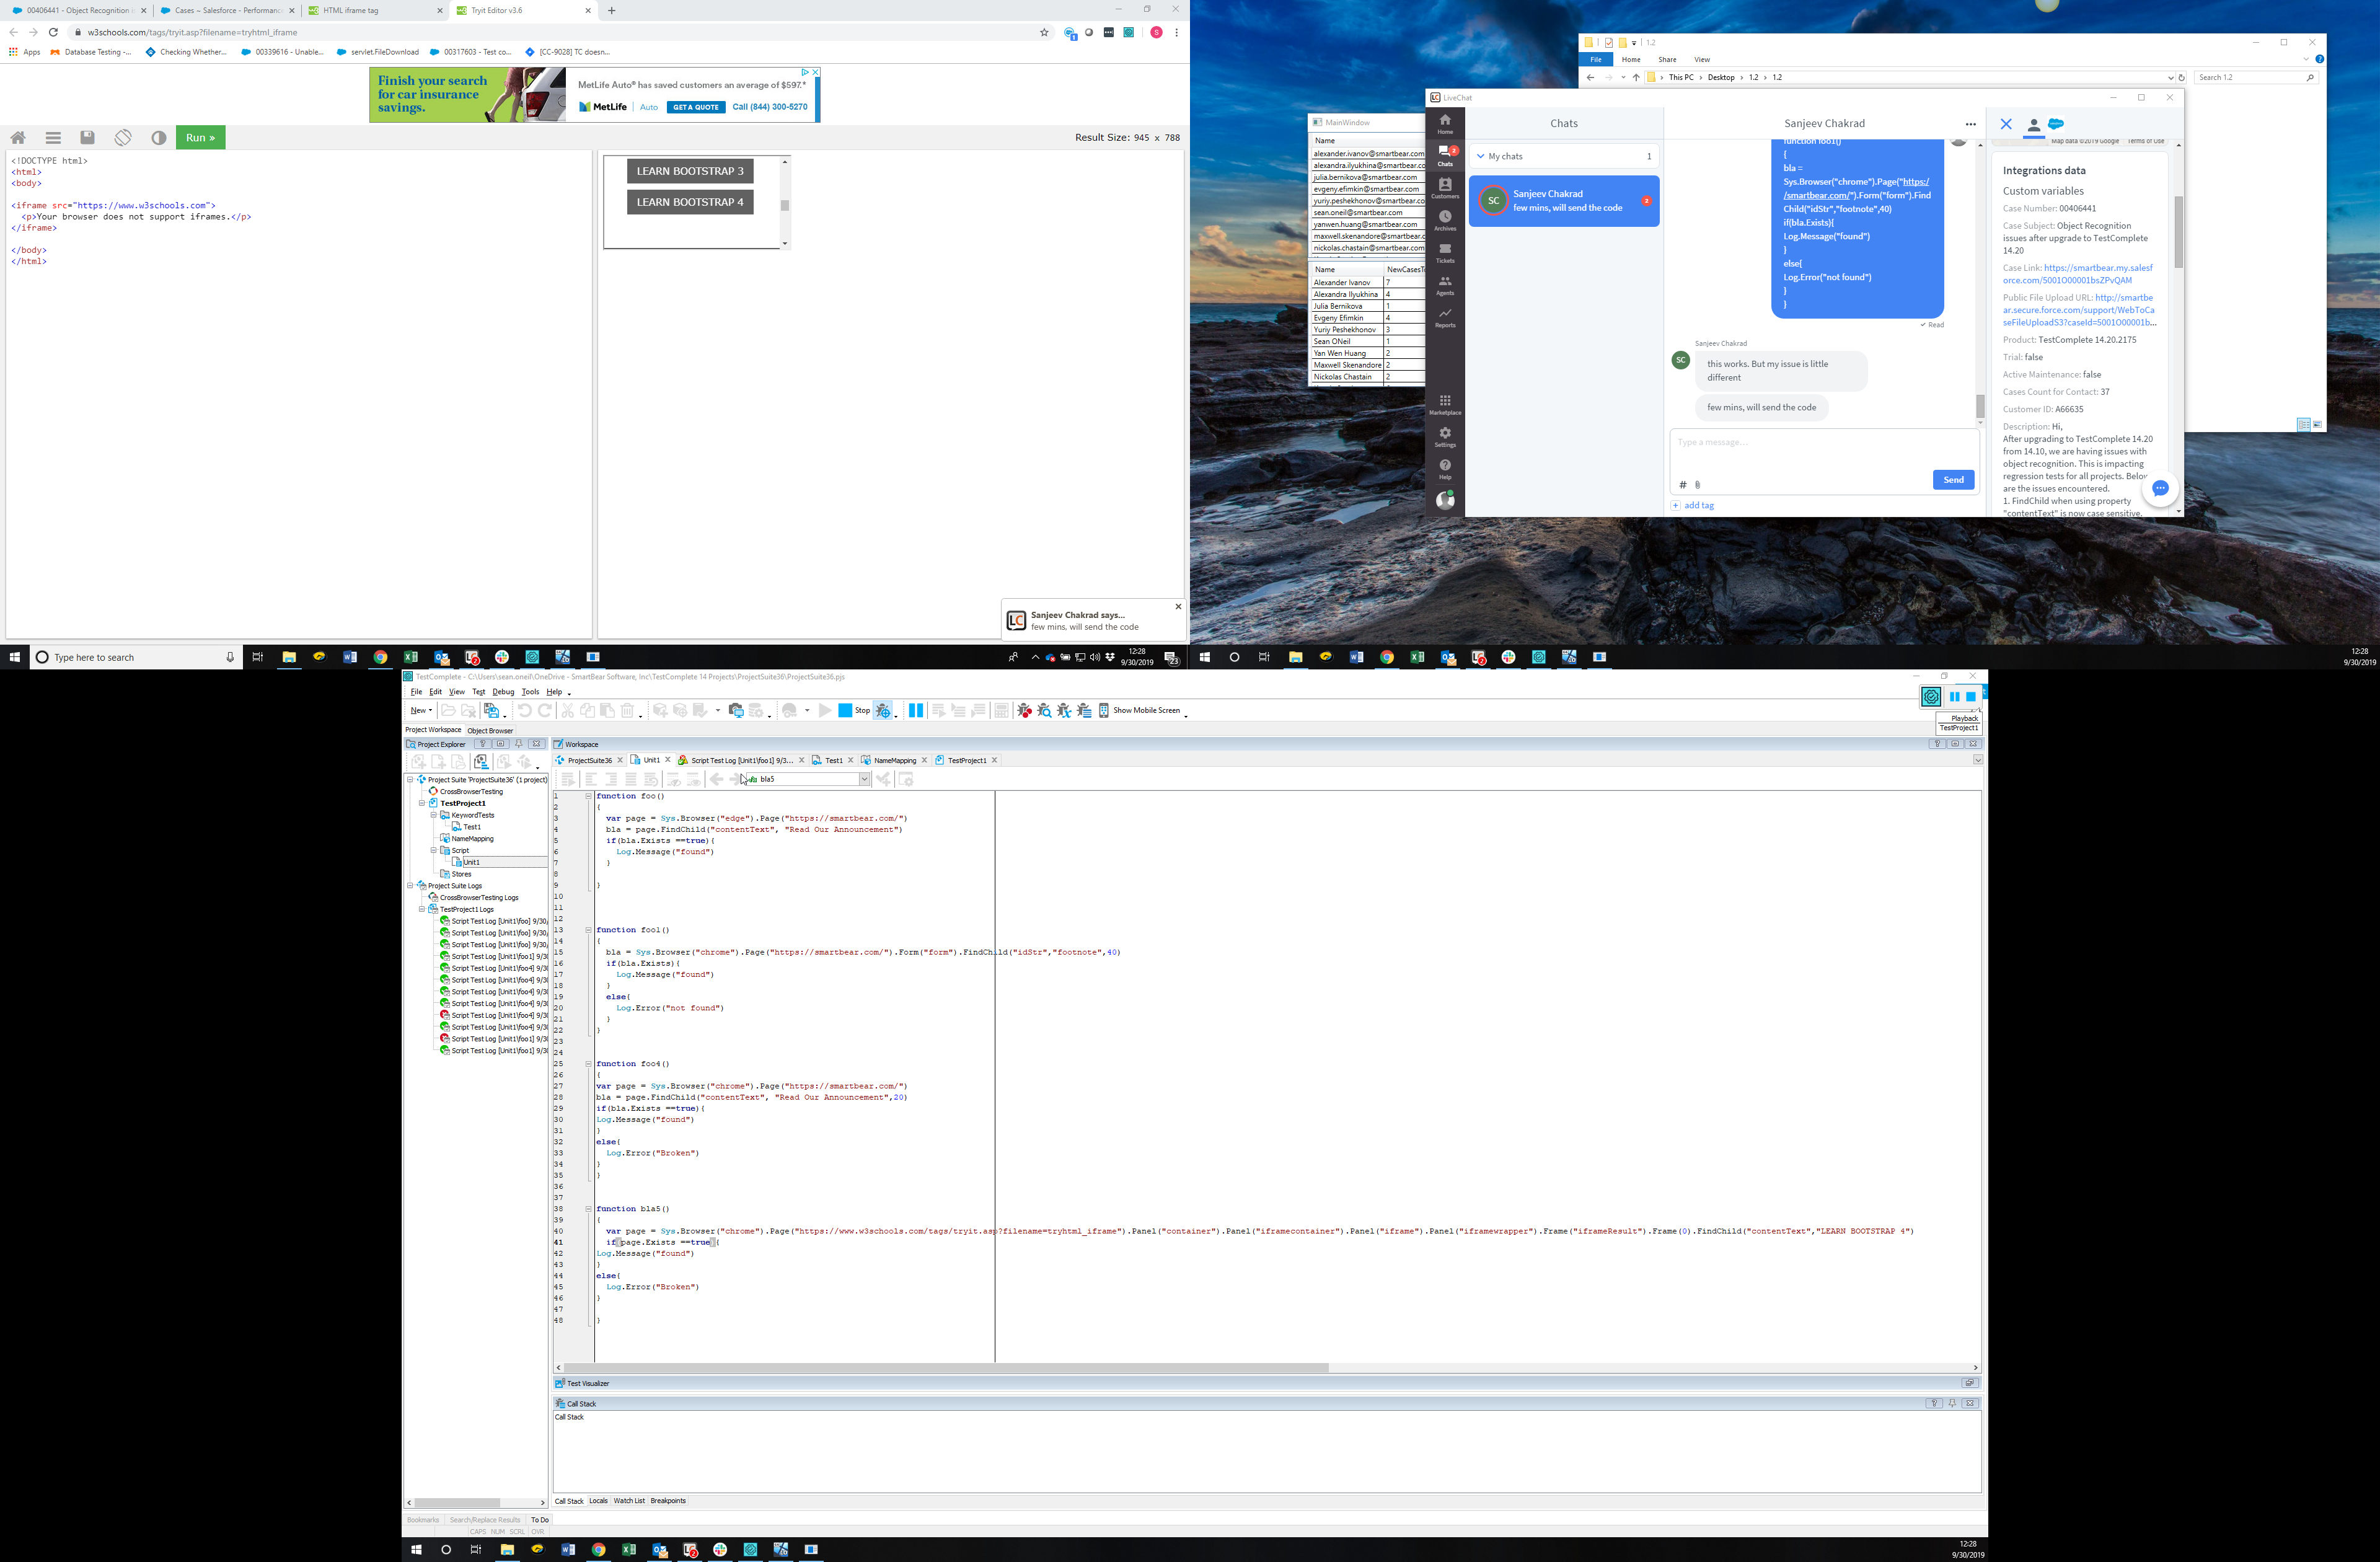 00406441 - Object Recognition is
Cases ~ Salesforce - Performanc
HTML iframe tag
Tryit Editor v3.6
w3schools.com/tags/tryit.asp?filename=tryhtml_iframe
Apps
Database Testing -...
Checking Whether...
00339616 - Unable...
servlet.FileDownload
00317603 - Test co...
[CC-9028] TC doesn...
Finish your search
for car insurance
savings.
MetLife Auto® has saved customers an average of $597.*
MetLife
Auto
GET A QUOTE
Call (844) 300-5270
Run »
Result Size: 945 x 788
<!DOCTYPE html>
<html>
<body>
<iframe src="https://www.w3schools.com">
<p>Your browser does not support iframes.</p>
</iframe>
</body>
</html>
LEARN BOOTSTRAP 3
LEARN BOOTSTRAP 4
Sanjeev Chakrad says...
few mins, will send the code
Type here to search
12:28
9/30/2019
23
1.2
File
Home
Share
View
This PC > Desktop > 1.2 > 1.2
Search 1.2
MainWindow
Name
alexander.ivanov@smartbear.com
alexandra.ilyukhina@smartbear.com
julia.bernikova@smartbear.com
evgeny.efimkin@smartbear.com
yuriy.peshekhonov@smartbear.com
sean.oneil@smartbear.com
yanwen.huang@smartbear.com
maxwell.skenandore@smartbear.c
nickolas.chastain@smartbear.com
Name NewCasesTo
Alexander Ivanov 7
Alexandra Ilyukhina 4
Julia Bernikova 1
Evgeny Efimkin 4
Yuriy Peshekhonov 3
Sean ONeil 1
Yan Wen Huang 2
Maxwell Skenandore 2
Nickolas Chastain 2
LiveChat
Home
Chats
Customers
Archives
Tickets
Agents
Reports
Marketplace
Settings
Help
Chats
My chats
1
Sanjeev Chakrad
few mins, will send the code
2
Sanjeev Chakrad
function foo1()
{
bla =
Sys.Browser("chrome").Page("https:/
/smartbear.com/").Form("form").Find
Child("idStr","footnote",40)
if(bla.Exists){
Log.Message("found")
}
else{
Log.Error("not found")
}
}
Read
Sanjeev Chakrad
SC
this works. But my issue is little
different
few mins, will send the code
Type a message...
Send
add tag
Map data ©2019 Google
Terms of Use
Integrations data
Custom variables
Case Number: 00406441
Case Subject: Object Recognition
issues after upgrade to TestComplete
14.20
Case Link: https://smartbear.my.salesf
orce.com/5001O00001bsZPvQAM
Public File Upload URL: http://smartbe
ar.secure.force.com/support/WebToCa
seFileUploadS3?caseId=5001O00001b...
Product: TestComplete 14.20.2175
Trial: false
Active Maintenance: false
Cases Count for Contact: 37
Customer ID: A66635
Description: Hi,
After upgrading to TestComplete 14.20
from 14.10, we are having issues with
object recognition. This is impacting
regression tests for all projects. Below
are the issues encountered.
1. FindChild when using property
"contentText" is now case sensitive.
12:28
9/30/2019
TestComplete - C:\Users\sean.oneil\OneDrive - SmartBear Software, Inc\TestComplete 14 Projects\ProjectSuite36\ProjectSuite36.pjs
File Edit View Test Debug Tools Help
New
Stop
Show Mobile Screen
Playback
TestProject1
Project Workspace
Object Browser
Project Explorer
Workspace
ProjectSuite36
Unit1
Script Test Log [Unit1\foo1] 9/3...
Test1
NameMapping
TestProject1
bla5
Project Suite 'ProjectSuite36' (1 project)
CrossBrowserTesting
TestProject1
KeywordTests
Test1
NameMapping
Script
Unit1
Stores
Project Suite Logs
CrossBrowserTesting Logs
TestProject1 Logs
Script Test Log [Unit1\foo] 9/30/
Script Test Log [Unit1\foo] 9/30/
Script Test Log [Unit1\foo] 9/30/
Script Test Log [Unit1\foo1] 9/30
Script Test Log [Unit1\foo4] 9/30
Script Test Log [Unit1\foo4] 9/30
Script Test Log [Unit1\foo4] 9/30
Script Test Log [Unit1\foo4] 9/30
Script Test Log [Unit1\foo4] 9/30
Script Test Log [Unit1\foo4] 9/30
Script Test Log [Unit1\foo1] 9/30
Script Test Log [Unit1\foo1] 9/30
1 function foo()
2 {
3 var page = Sys.Browser("edge").Page("https://smartbear.com/")
4 bla = page.FindChild("contentText", "Read Our Announcement")
5 if(bla.Exists ==true){
6 Log.Message("found")
7 }
8
9 }
10
11
12
13 function foo1()
14 {
15 bla = Sys.Browser("chrome").Page("https://smartbear.com/").Form("form").FindChild("idStr","footnote",40)
16 if(bla.Exists){
17 Log.Message("found")
18 }
19 else{
20 Log.Error("not found")
21 }
22 }
23
24
25 function foo4()
26 {
27 var page = Sys.Browser("chrome").Page("https://smartbear.com/")
28 bla = page.FindChild("contentText", "Read Our Announcement",20)
29 if(bla.Exists ==true){
30 Log.Message("found")
31 }
32 else{
33 Log.Error("Broken")
34 }
35 }
36
37
38 function bla5()
39 {
40 var page = Sys.Browser("chrome").Page("https://www.w3schools.com/tags/tryit.asp?filename=tryhtml_iframe").Panel("container").Panel("iframecontainer").Panel("iframe").Panel("iframewrapper").Frame("iframeResult").Frame(0).FindChild("contentText","LEARN BOOTSTRAP 4")
41 if(page.Exists ==true){
42 Log.Message("found")
43 }
44 else{
45 Log.Error("Broken")
46 }
47
48 }
Test Visualizer
Call Stack
Call Stack
Call Stack
Locals
Watch List
Breakpoints
Bookmarks
Search/Replace Results
To Do
CAPS NUM SCRL OVR
12:28
9/30/2019